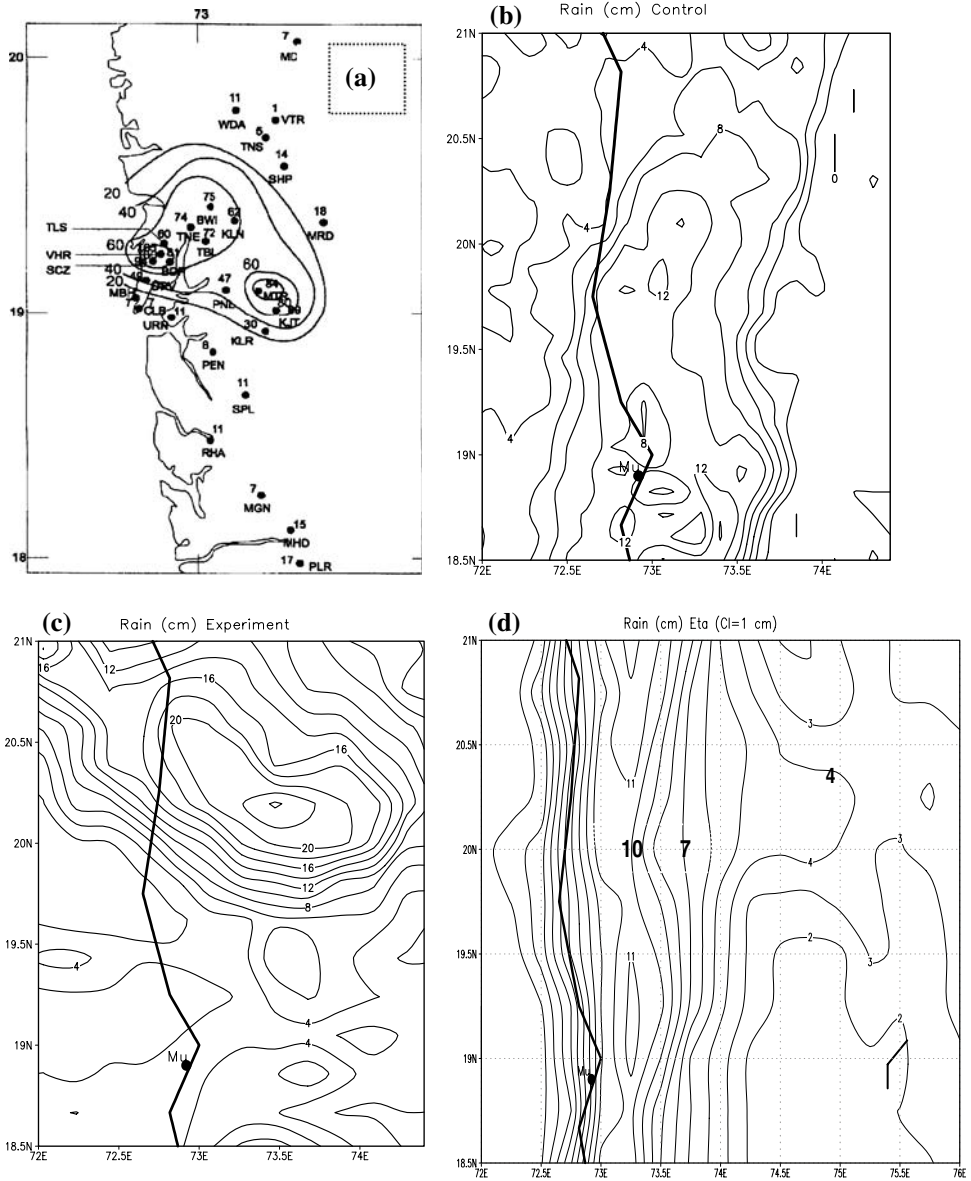 73
20
(a)
7
MC
11
WDA
1
VTR
TNS
14
SHP
20
40
75
BWI
62
KLN
18
MRD
TLS
74
TNE
72
TBL
60
60
VHR
SCZ
40
20
60
47
PNL
84
KJT
CLB
URN
11
30
KLR
19
8
PEN
11
SPL
11
RHA
7
MGN
15
MHD
18
17
PLR
(b)
Rain (cm) Control
21N
20.5N
20N
19.5N
19N
18.5N
72E
72.5E
73E
73.5E
74E
4
8
0
4
12
4
8
Mu
12
12
(c)
Rain (cm) Experiment
21N
20.5N
20N
19.5N
19N
18.5N
72E
72.5E
73E
73.5E
74E
16
12
16
20
16
20
16
12
8
4
4
4
Mu
(d)
Rain (cm) Eta (CI=1 cm)
21N
20.5N
20N
19.5N
19N
18.5N
72E
72.5E
73E
73.5E
74E
74.5E
75E
75.5E
76E
3
11
4
10
7
3
4
2
11
3
2
Mu